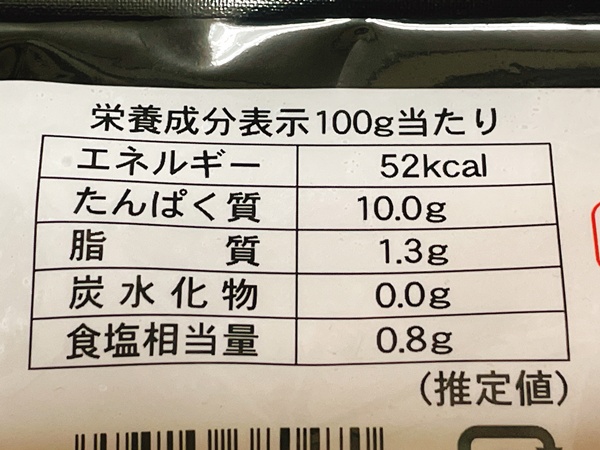 栄養成分表示100g当たり
エネルギー 52kcal
たんぱく質 10.0g
脂質 1.3g
炭水化物 0.0g
食塩相当量 0.8g
(推定値)